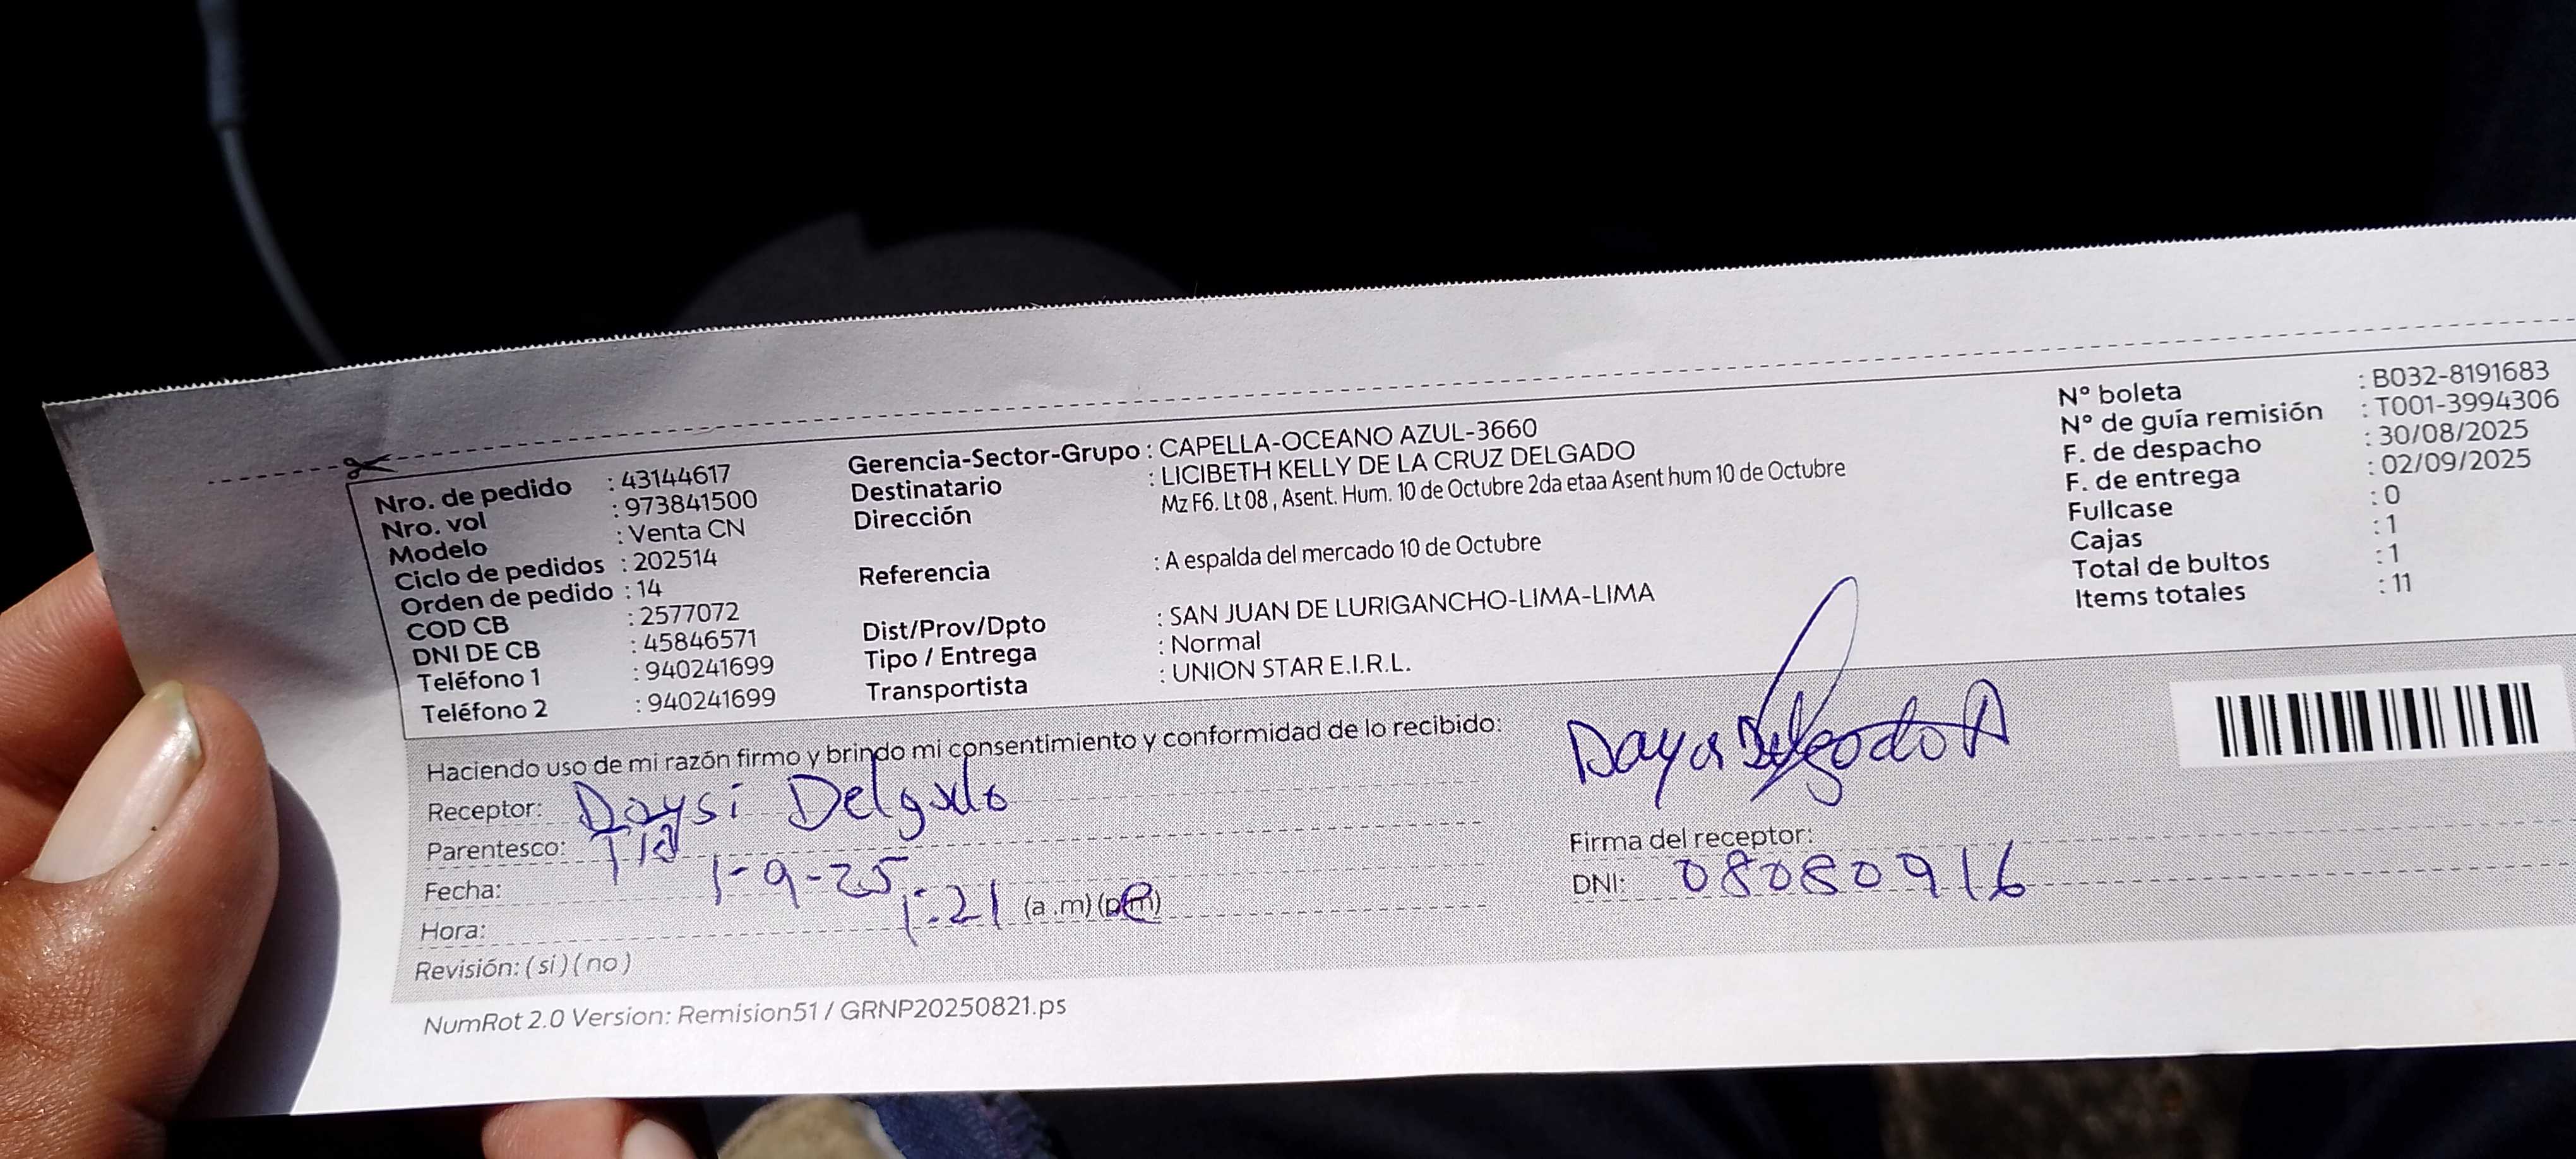 Nro. de pedido : 43144617
Nro. vol : 973841500
Modelo : Venta CN
Ciclo de pedidos : 202514
Orden de pedido : 14
COD CB : 2577072
DNI DE CB : 45846571
Teléfono 1 : 940241699
Teléfono 2 : 940241699
Gerencia-Sector-Grupo : CAPELLA-OCEANO AZUL-3660
Destinatario : LICIBETH KELLY DE LA CRUZ DELGADO
Dirección Mz F6. Lt 08 , Asent. Hum. 10 de Octubre 2da etaa Asent hum 10 de Octubre
Referencia : A espalda del mercado 10 de Octubre
Dist/Prov/Dpto : SAN JUAN DE LURIGANCHO-LIMA-LIMA
Tipo / Entrega : Normal
Transportista : UNION STAR E.I.R.L.
Nº boleta : B032-8191683
Nº de guía remisión : T001-3994306
F. de despacho : 30/08/2025
F. de entrega : 02/09/2025
Fullcase : 0
Cajas : 1
Total de bultos : 1
Items totales : 11
Haciendo uso de mi razón firmo y brindo mi consentimiento y conformidad de lo recibido:
Receptor: Daysi Delgado
Parentesco: Tia
Fecha: 1-9-25
Hora: 1:21 (a .m) (pm)
Revisión: ( si ) ( no )
Delgado A
Firma del receptor:
DNI: 08080916
NumRot 2.0 Version: Remision51 / GRNP20250821.ps